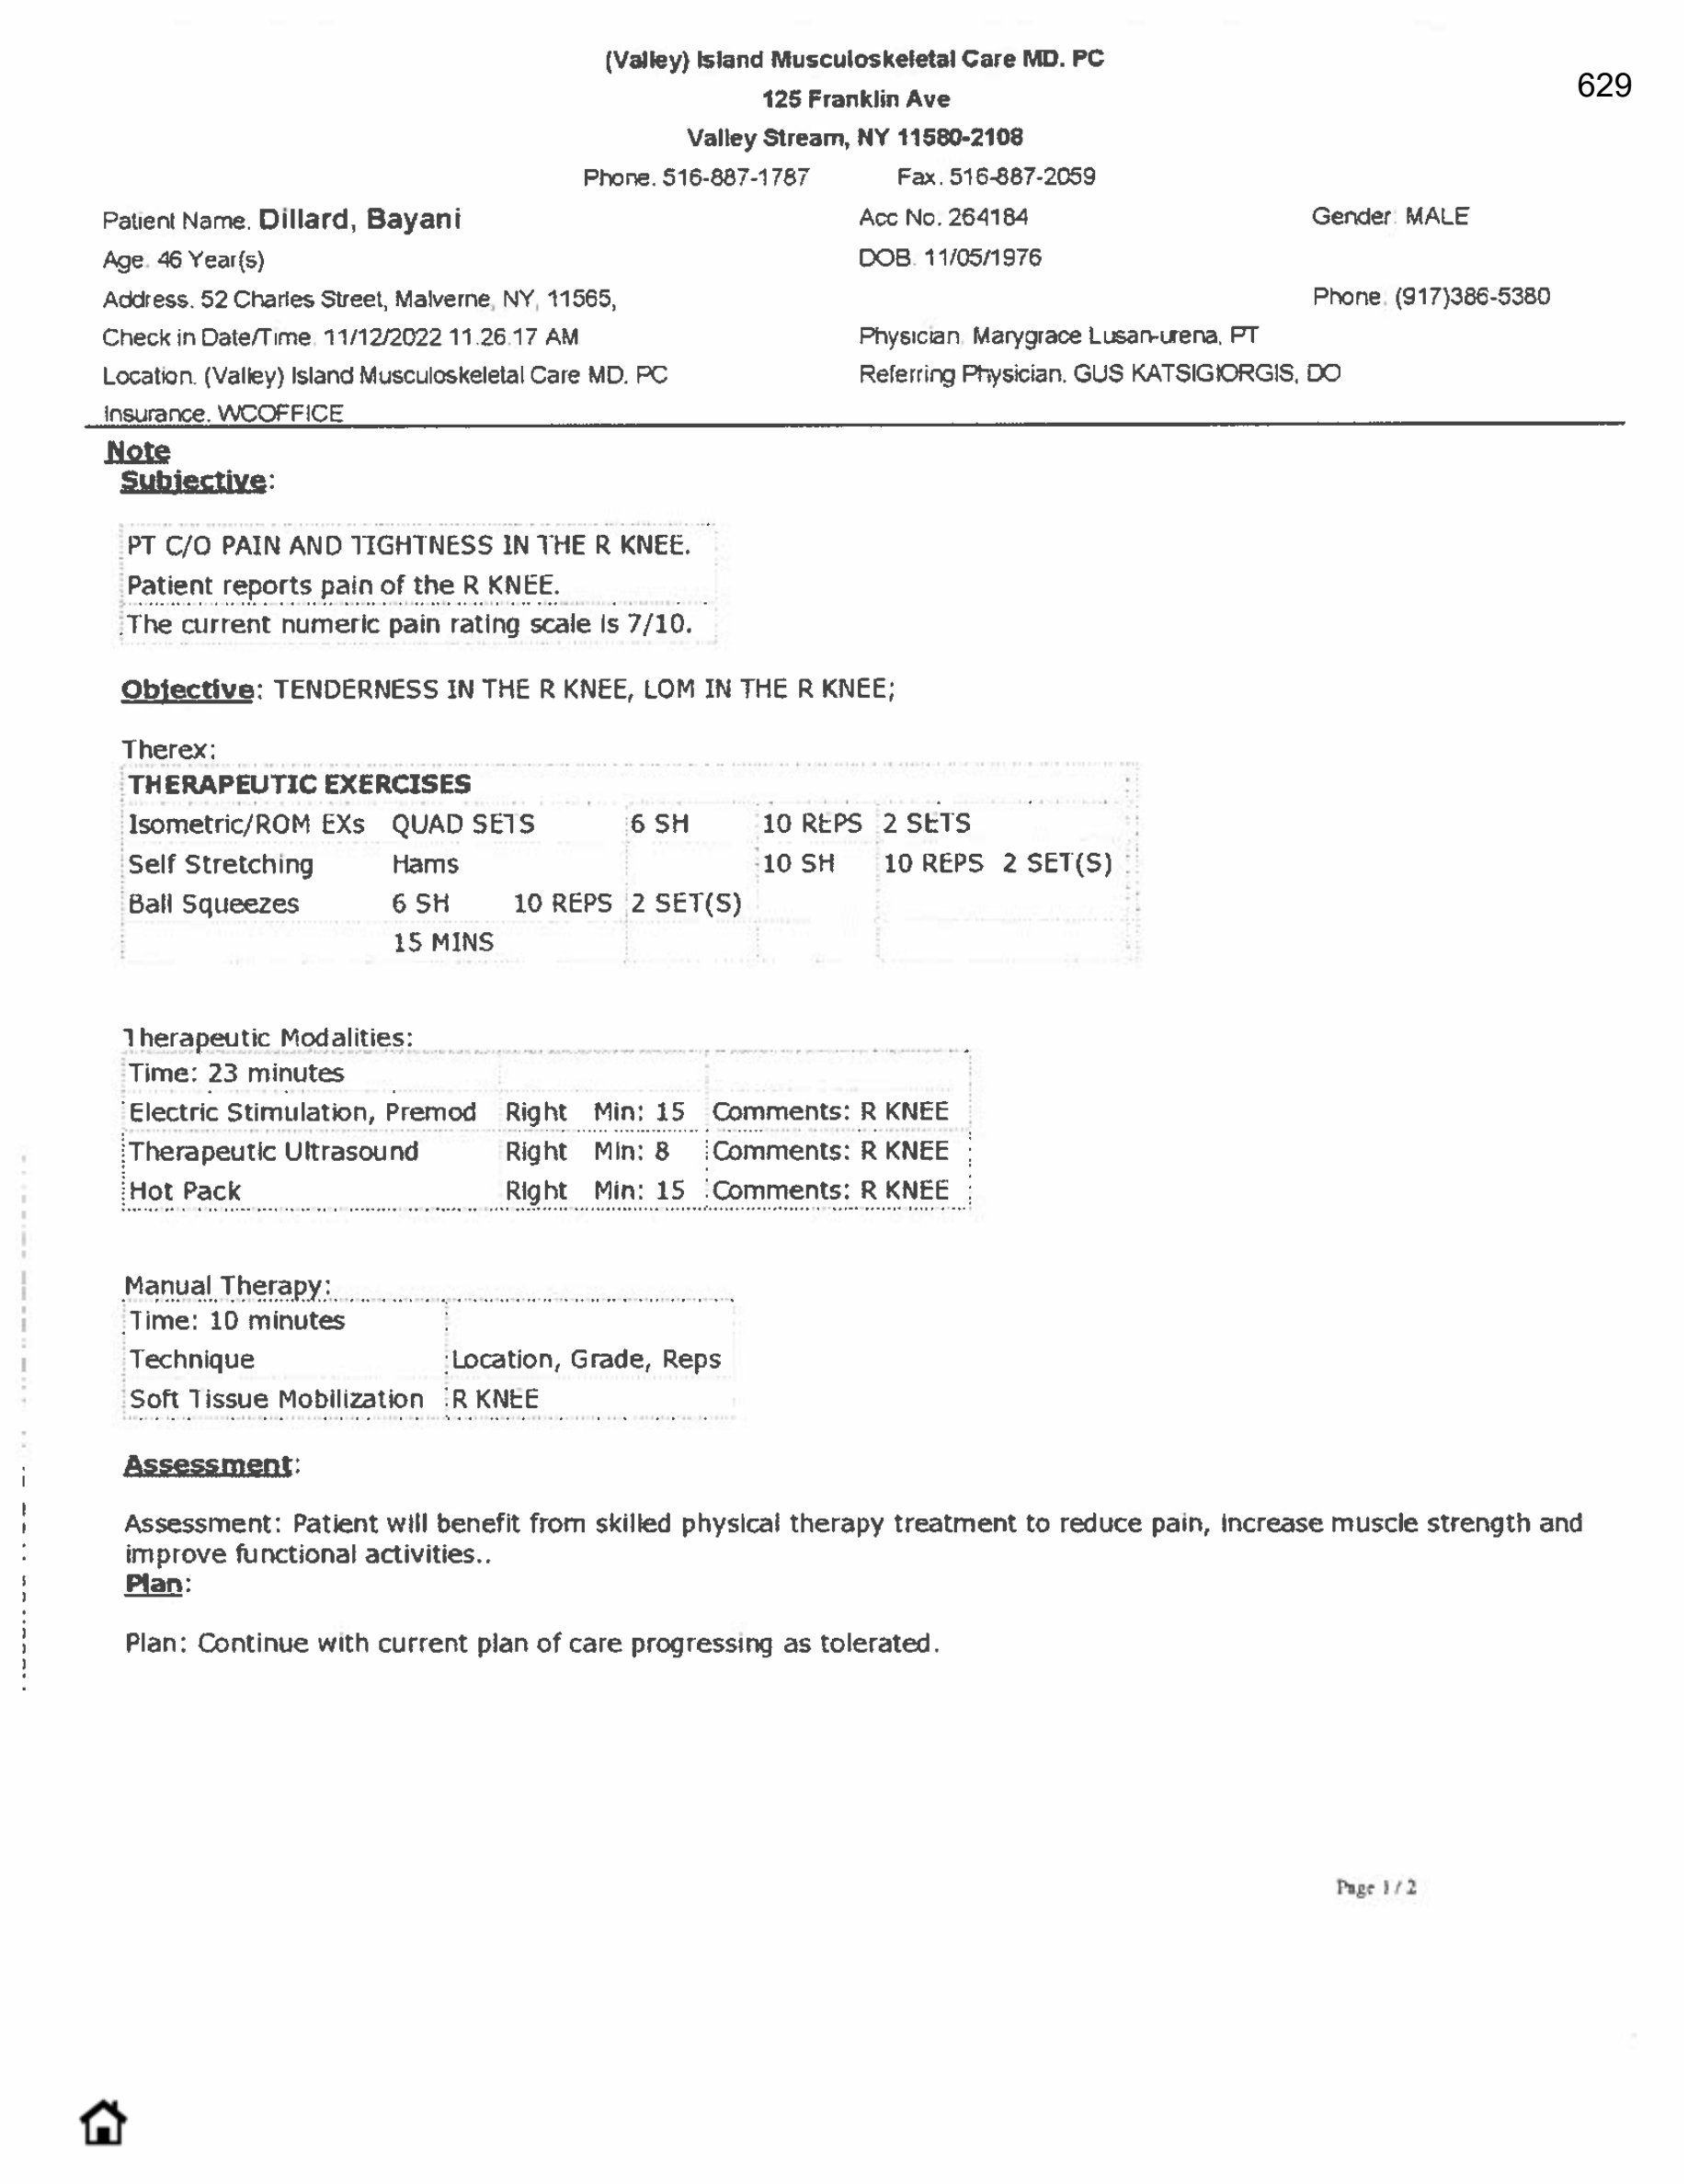 (Valley) Island Musculoskeletal Care MD. PC
629
125 Franklin Ave
Valley Stream, NY 11580-2108
Phone. 516-887-1787 Fax. 516-887-2059
Patient Name. Dillard, Bayani Acc No. 264184 Gender: MALE
Age. 46 Year(s) DOB. 11/05/1976
Address. 52 Charles Street, Malverne, NY, 11565, Phone. (917)386-5380
Check in Date/Time. 11/12/2022 11.26.17 AM Physician. Marygrace Lusan-urena, PT
Location. (Valley) Island Musculoskeletal Care MD. PC Referring Physician. GUS KATSIGIORGIS, DO
Insurance. WCOFFICE
Note
Subjective:
PT C/O PAIN AND TIGHTNESS IN THE R KNEE.
Patient reports pain of the R KNEE.
The current numeric pain rating scale is 7/10.
Objective: TENDERNESS IN THE R KNEE, LOM IN THE R KNEE;
Therex:
THERAPEUTIC EXERCISES
Isometric/ROM EXs QUAD SETS 6 SH 10 REPS 2 SETS
Self Stretching Hams 10 SH 10 REPS 2 SET(S)
Ball Squeezes 6 SH 10 REPS 2 SET(S)
15 MINS
Therapeutic Modalities:
Time: 23 minutes
Electric Stimulation, Premod Right Min: 15 Comments: R KNEE
Therapeutic Ultrasound Right Min: 8 Comments: R KNEE
Hot Pack Right Min: 15 Comments: R KNEE
Manual Therapy:
Time: 10 minutes
Technique Location, Grade, Reps
Soft Tissue Mobilization R KNEE
Assessment:
Assessment: Patient will benefit from skilled physical therapy treatment to reduce pain, increase muscle strength and
improve functional activities..
Plan:
Plan: Continue with current plan of care progressing as tolerated.
Page 1 / 2